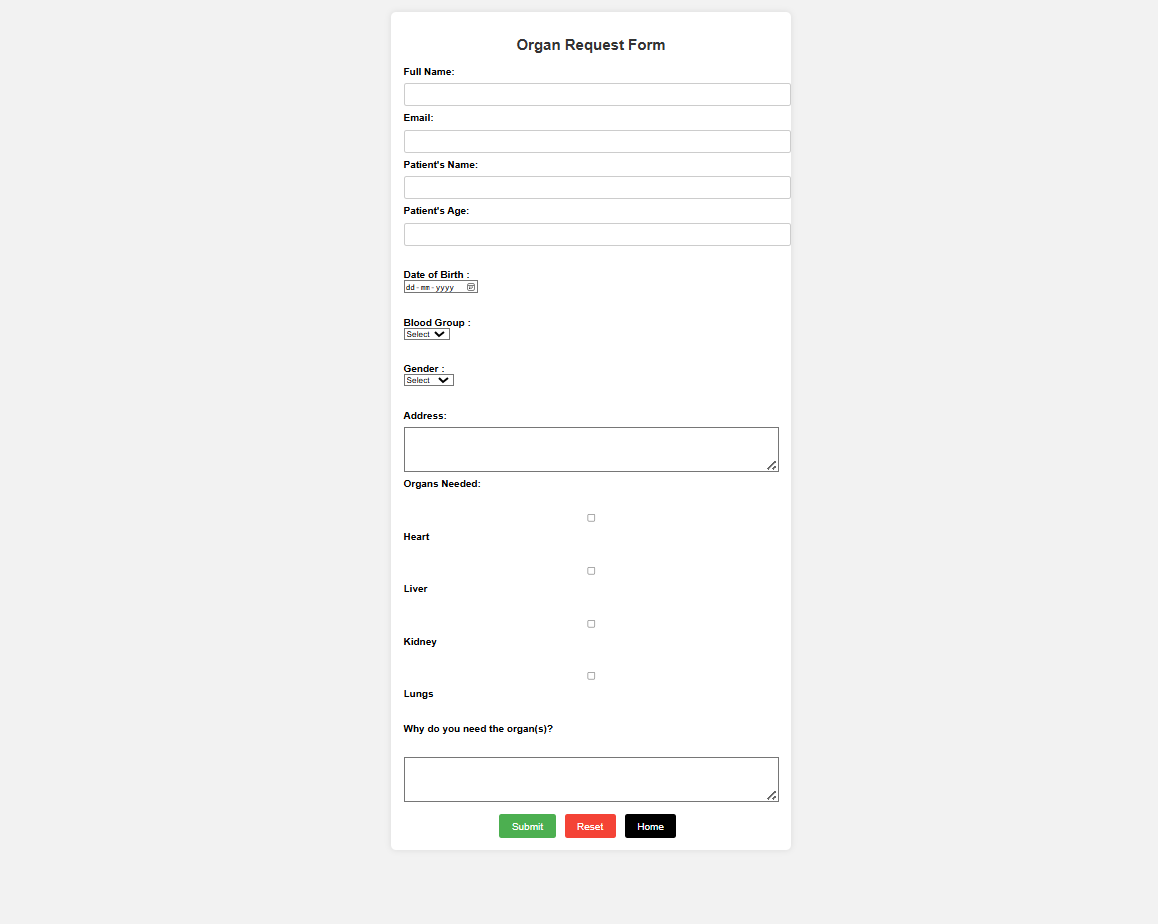 Organ Request Form
Full Name:
Email:
Patient's Name:
Patient's Age:
Date of Birth :
dd-mm-yyyy
Blood Group :
Select
Gender :
Select
Address:
Organs Needed:
Heart
Liver
Kidney
Lungs
Why do you need the organ(s)?
Submit Reset Home